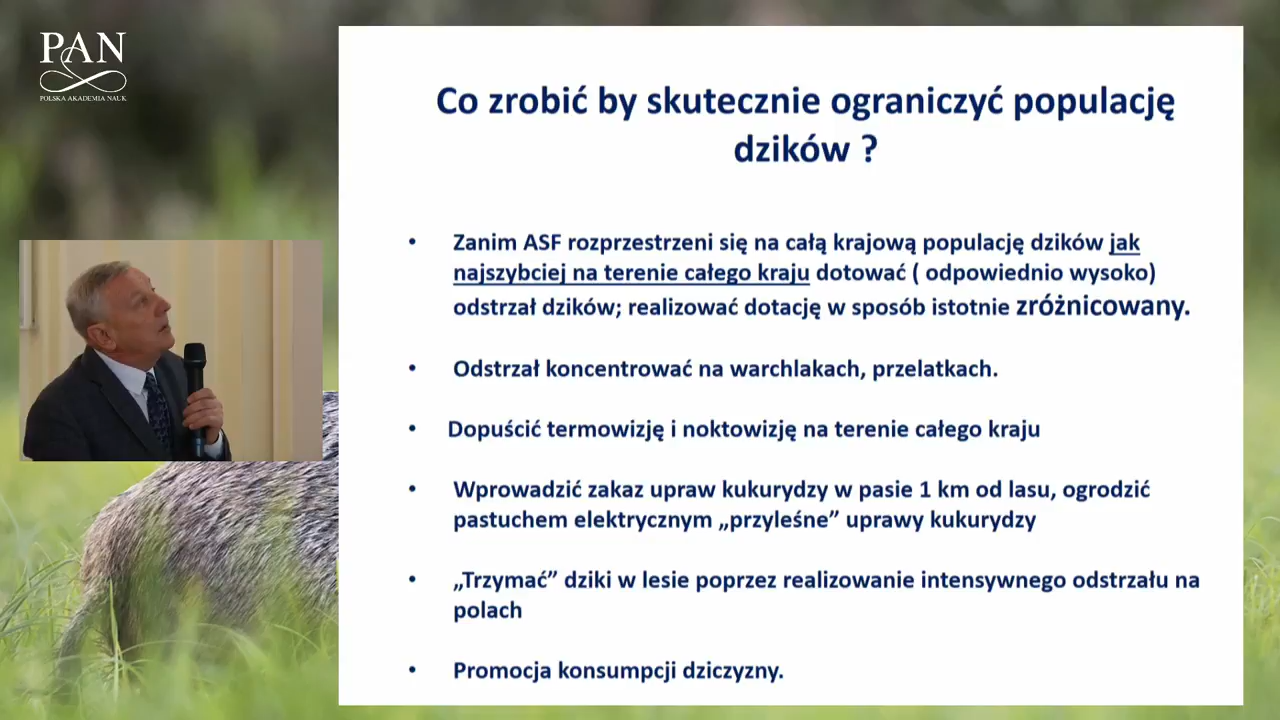 PAN
POLSKA AKADEMIA NAUK
Co zrobić by skutecznie ograniczyć populację
dzików ?
• Zanim ASF rozprzestrzeni się na całą krajową populację dzików jak
najszybciej na terenie całego kraju dotować ( odpowiednio wysoko)
odstrzał dzików; realizować dotację w sposób istotnie zróżnicowany.
• Odstrzał koncentrować na warchlakach, przelatkach.
• Dopuścić termowizję i noktowizję na terenie całego kraju
• Wprowadzić zakaz upraw kukurydzy w pasie 1 km od lasu, ogrodzić
pastuchem elektrycznym „przyleśne” uprawy kukurydzy
• „Trzymać” dziki w lesie poprzez realizowanie intensywnego odstrzału na
polach
• Promocja konsumpcji dziczyzny.